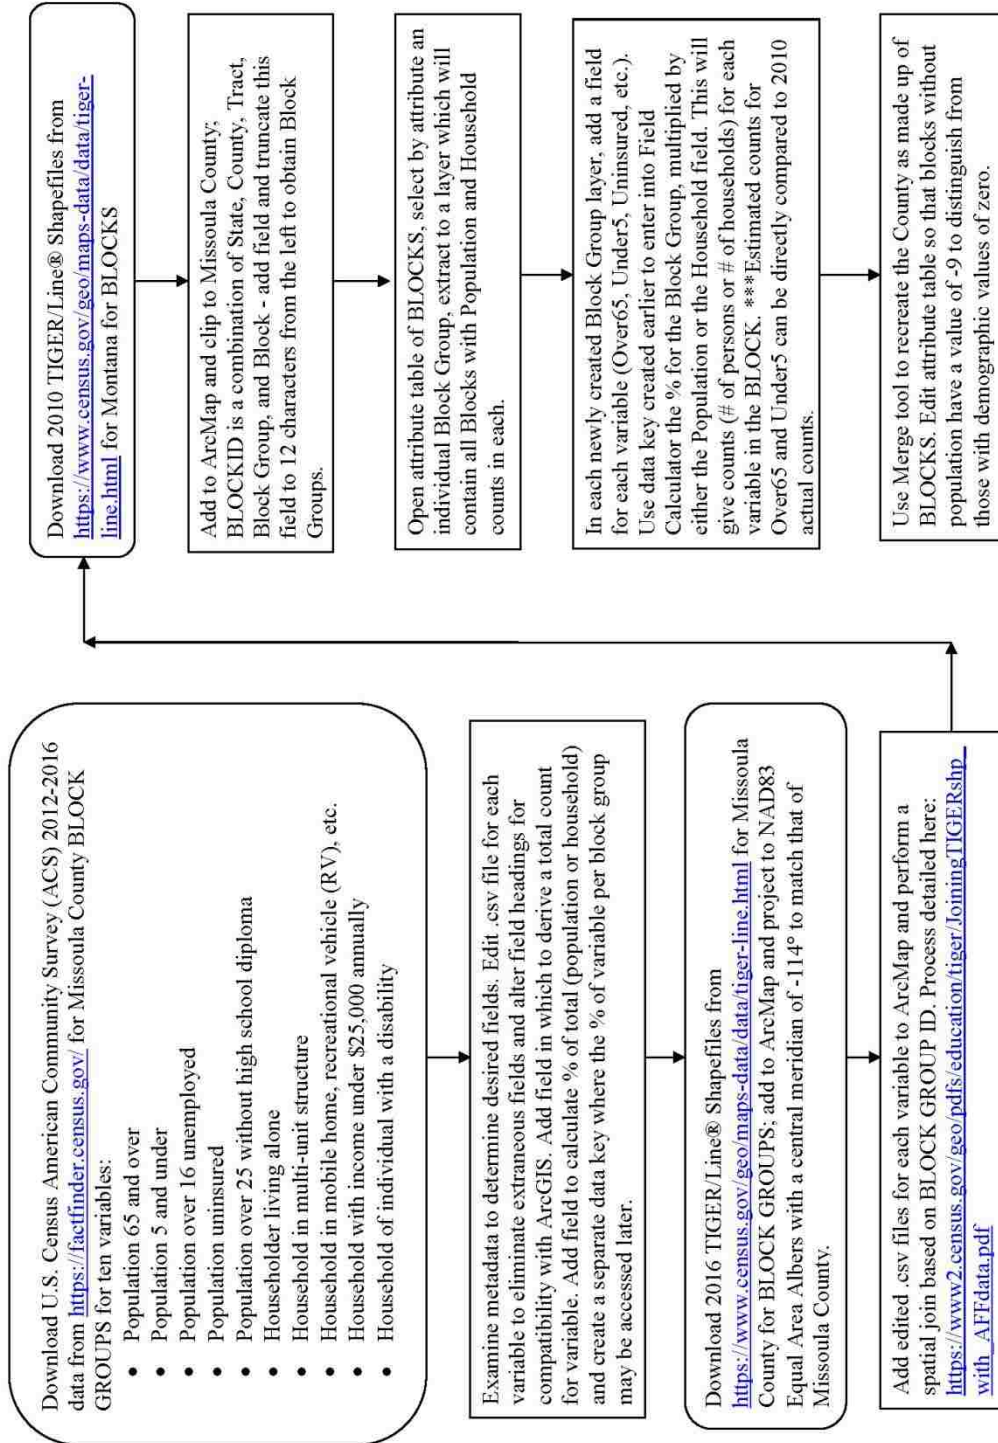 Download U.S. Census American Community Survey (ACS) 2012-2016
data from https://factfinder.census.gov/ for Missoula County BLOCK
GROUPS for ten variables:
• Population 65 and over
• Population 5 and under
• Population over 16 unemployed
• Population uninsured
• Population over 25 without high school diploma
• Householder living alone
• Household in multi-unit structure
• Household in mobile home, recreational vehicle (RV), etc.
• Household with income under $25,000 annually
• Household of individual with a disability
Examine metadata to determine desired fields. Edit .csv file for each
variable to eliminate extraneous fields and alter field headings for
compatibility with ArcGIS. Add field in which to derive a total count
for variable. Add field to calculate % of total (population or household)
and create a separate data key where the % of variable per block group
may be accessed later.
Download 2016 TIGER/Line® Shapefiles from
https://www.census.gov/geo/maps-data/data/tiger-line.html for Missoula
County for BLOCK GROUPS; add to ArcMap and project to NAD83
Equal Area Albers with a central meridian of -114° to match that of
Missoula County.
Add edited .csv files for each variable to ArcMap and perform a
spatial join based on BLOCK GROUP ID. Process detailed here:
https://www2.census.gov/geo/pdfs/education/tiger/JoiningTIGERshp_
with_AFFdata.pdf
Download 2010 TIGER/Line® Shapefiles from
https://www.census.gov/geo/maps-data/data/tiger-
line.html for Montana for BLOCKS
Add to ArcMap and clip to Missoula County;
BLOCKID is a combination of State, County, Tract,
Block Group, and Block - add field and truncate this
field to 12 characters from the left to obtain Block
Groups.
Open attribute table of BLOCKS, select by attribute an
individual Block Group, extract to a layer which will
contain all Blocks with Population and Household
counts in each.
In each newly created Block Group layer, add a field
for each variable (Over65, Under5, Uninsured, etc.).
Use data key created earlier to enter into Field
Calculator the % for the Block Group, multiplied by
either the Population or the Household field. This will
give counts (# of persons or # of households) for each
variable in the BLOCK. ***Estimated counts for
Over65 and Under5 can be directly compared to 2010
actual counts.
Use Merge tool to recreate the County as made up of
BLOCKS. Edit attribute table so that blocks without
population have a value of -9 to distinguish from
those with demographic values of zero.